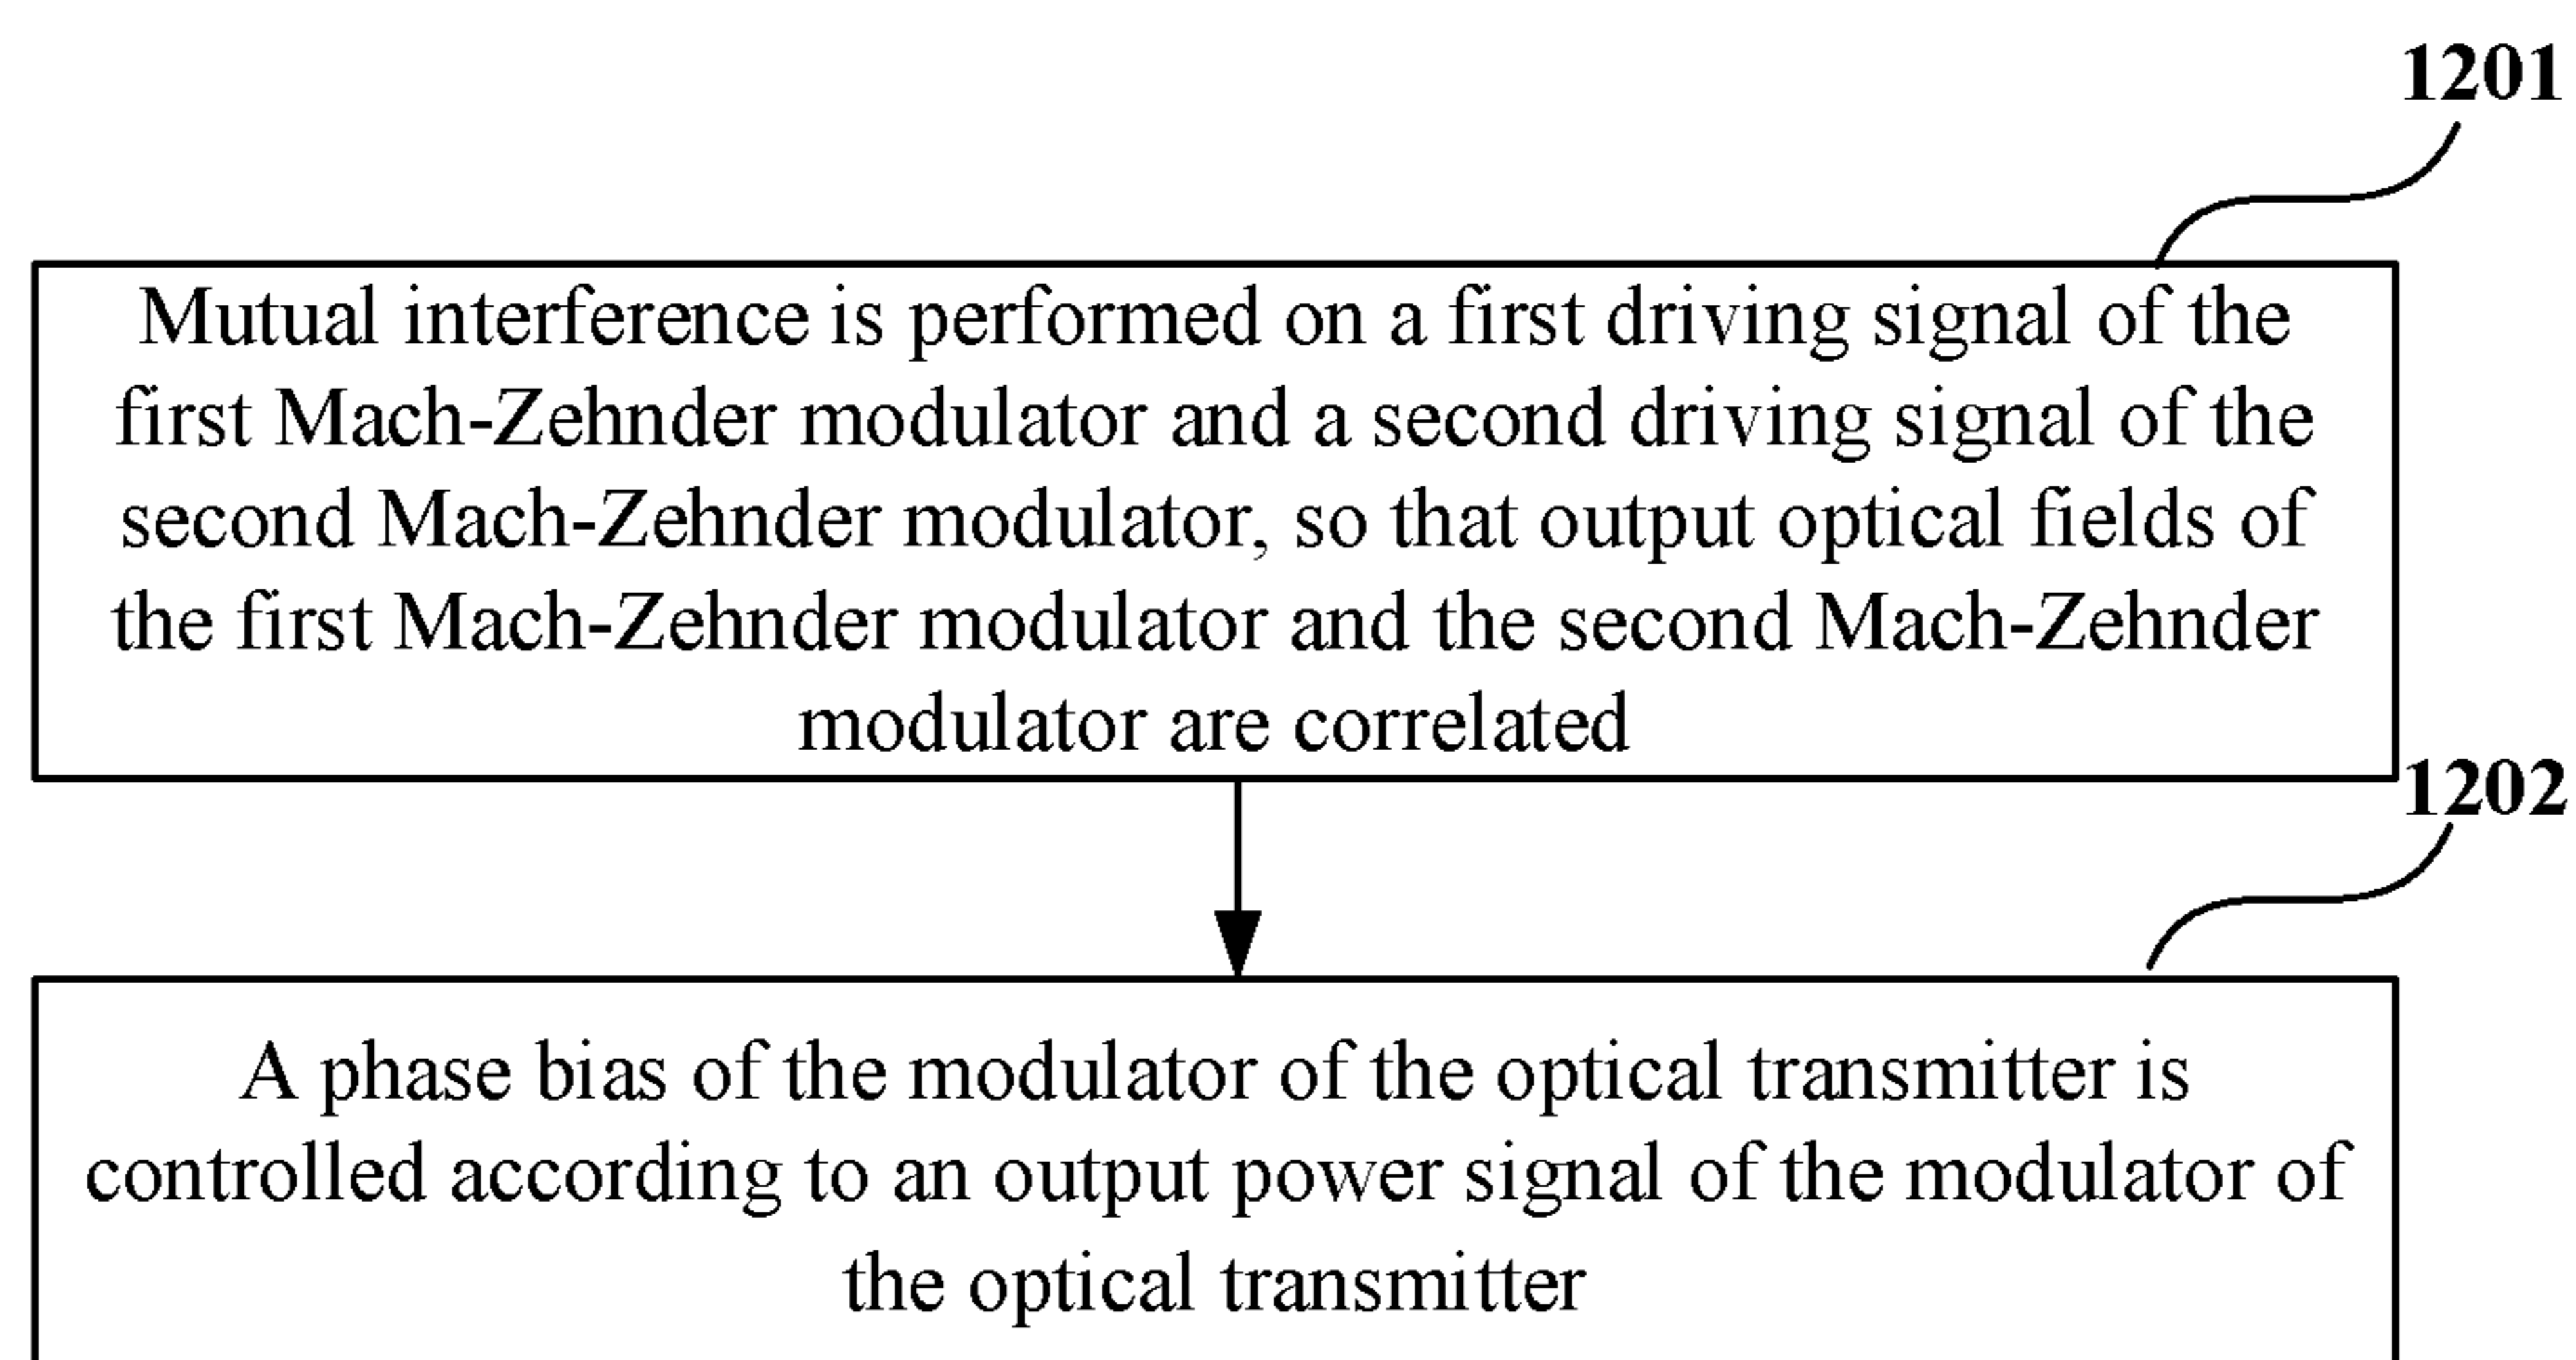 1201
Mutual interference is performed on a first driving signal of the
first Mach-Zehnder modulator and a second driving signal of the
second Mach-Zehnder modulator, so that output optical fields of
the first Mach-Zehnder modulator and the second Mach-Zehnder
modulator are correlated
1202
A phase bias of the modulator of the optical transmitter is
controlled according to an output power signal of the modulator of
the optical transmitter